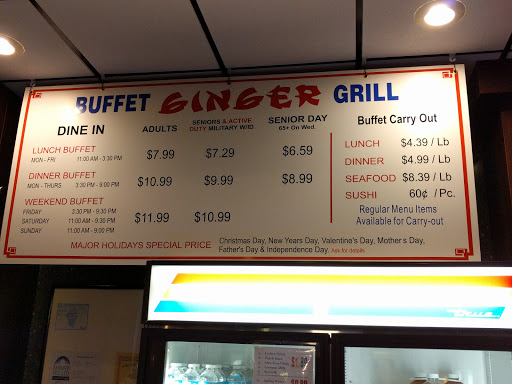 BUFFET GINGER GRILL
DINE IN
ADULTS
SENIORS & ACTIVE
DUTY MILITARY W/ID
SENIOR DAY
65+ On Wed.
LUNCH BUFFET
MON - FRI 11:00 AM - 3:30 PM
$7.99 $7.29 $6.59
DINNER BUFFET
MON - THURS 3:30 PM - 9:00 PM
$10.99 $9.99 $8.99
WEEKEND BUFFET
FRIDAY 3:30 PM - 9:30 PM
SATURDAY 11:00 AM - 9:30 PM
SUNDAY 11:00 AM - 9:00 PM
$11.99 $10.99
MAJOR HOLIDAYS SPECIAL PRICE
Christmas Day, New Years Day, Valentine's Day, Mother s Day,
Father's Day & Independence Day. Ask for details
Buffet Carry Out
LUNCH $4.39 / Lb
DINNER $4.99 / Lb
SEAFOOD $8.39 / Lb
SUSHI 60¢ / Pc.
Regular Menu Items
Available for Carry-out
True